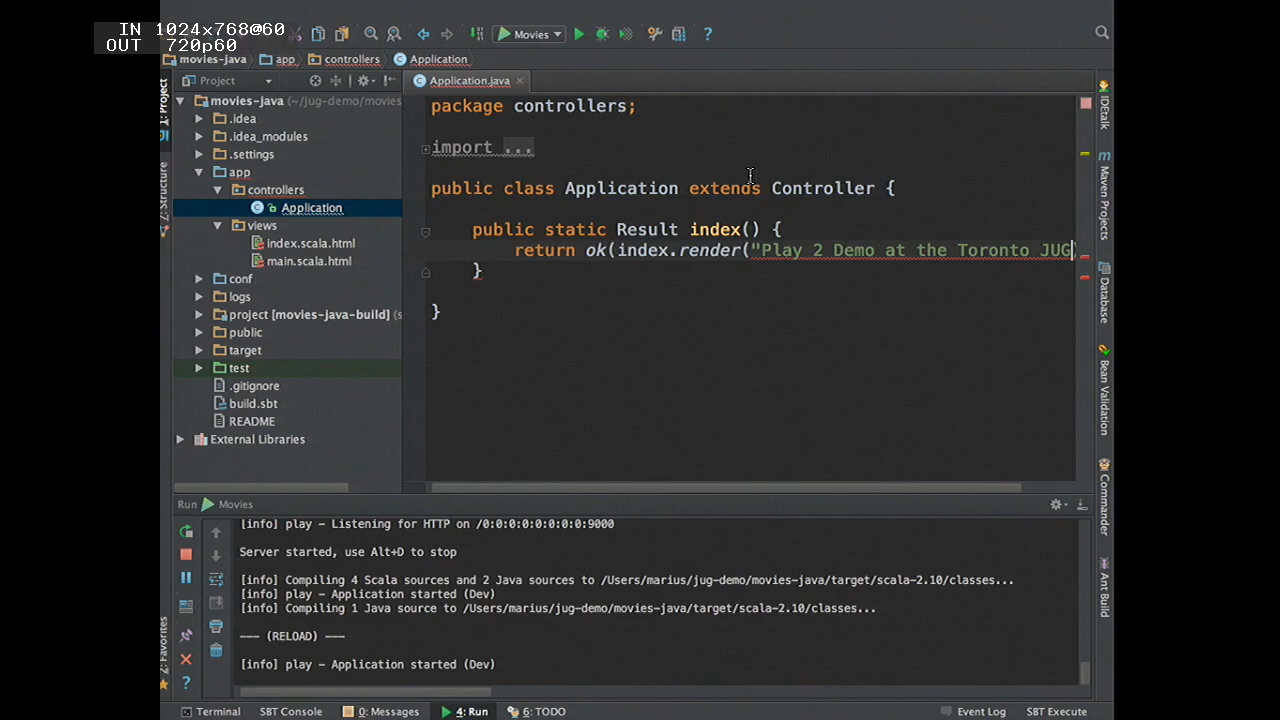 IN 1024x768@60
OUT 720p60
Movies
movies-java app controllers Application
Project
Application.java
1: Project
movies-java (~/jug-demo/movies
.idea
.idea_modules
.settings
app
controllers
Application
views
index.scala.html
main.scala.html
conf
logs
project [movies-java-build] (s
public
target
test
.gitignore
build.sbt
README
External Libraries
Z: Structure
package controllers;
import ...
public class Application extends Controller {
public static Result index() {
return ok(index.render("Play 2 Demo at the Toronto JUG
}
}
IDEtalk
Maven Projects
Database
Bean Validation
Commander
Ant Build
Run Movies
[info] play - Listening for HTTP on /0:0:0:0:0:0:0:0:9000
Server started, use Alt+D to stop
[info] Compiling 4 Scala sources and 2 Java sources to /Users/marius/jug-demo/movies-java/target/scala-2.10/classes...
[info] play - Application started (Dev)
[info] Compiling 1 Java source to /Users/marius/jug-demo/movies-java/target/scala-2.10/classes...
--- (RELOAD) ---
[info] play - Application started (Dev)
2: Favorites
Terminal SBT Console 0: Messages 4: Run 6: TODO Event Log SBT Execute